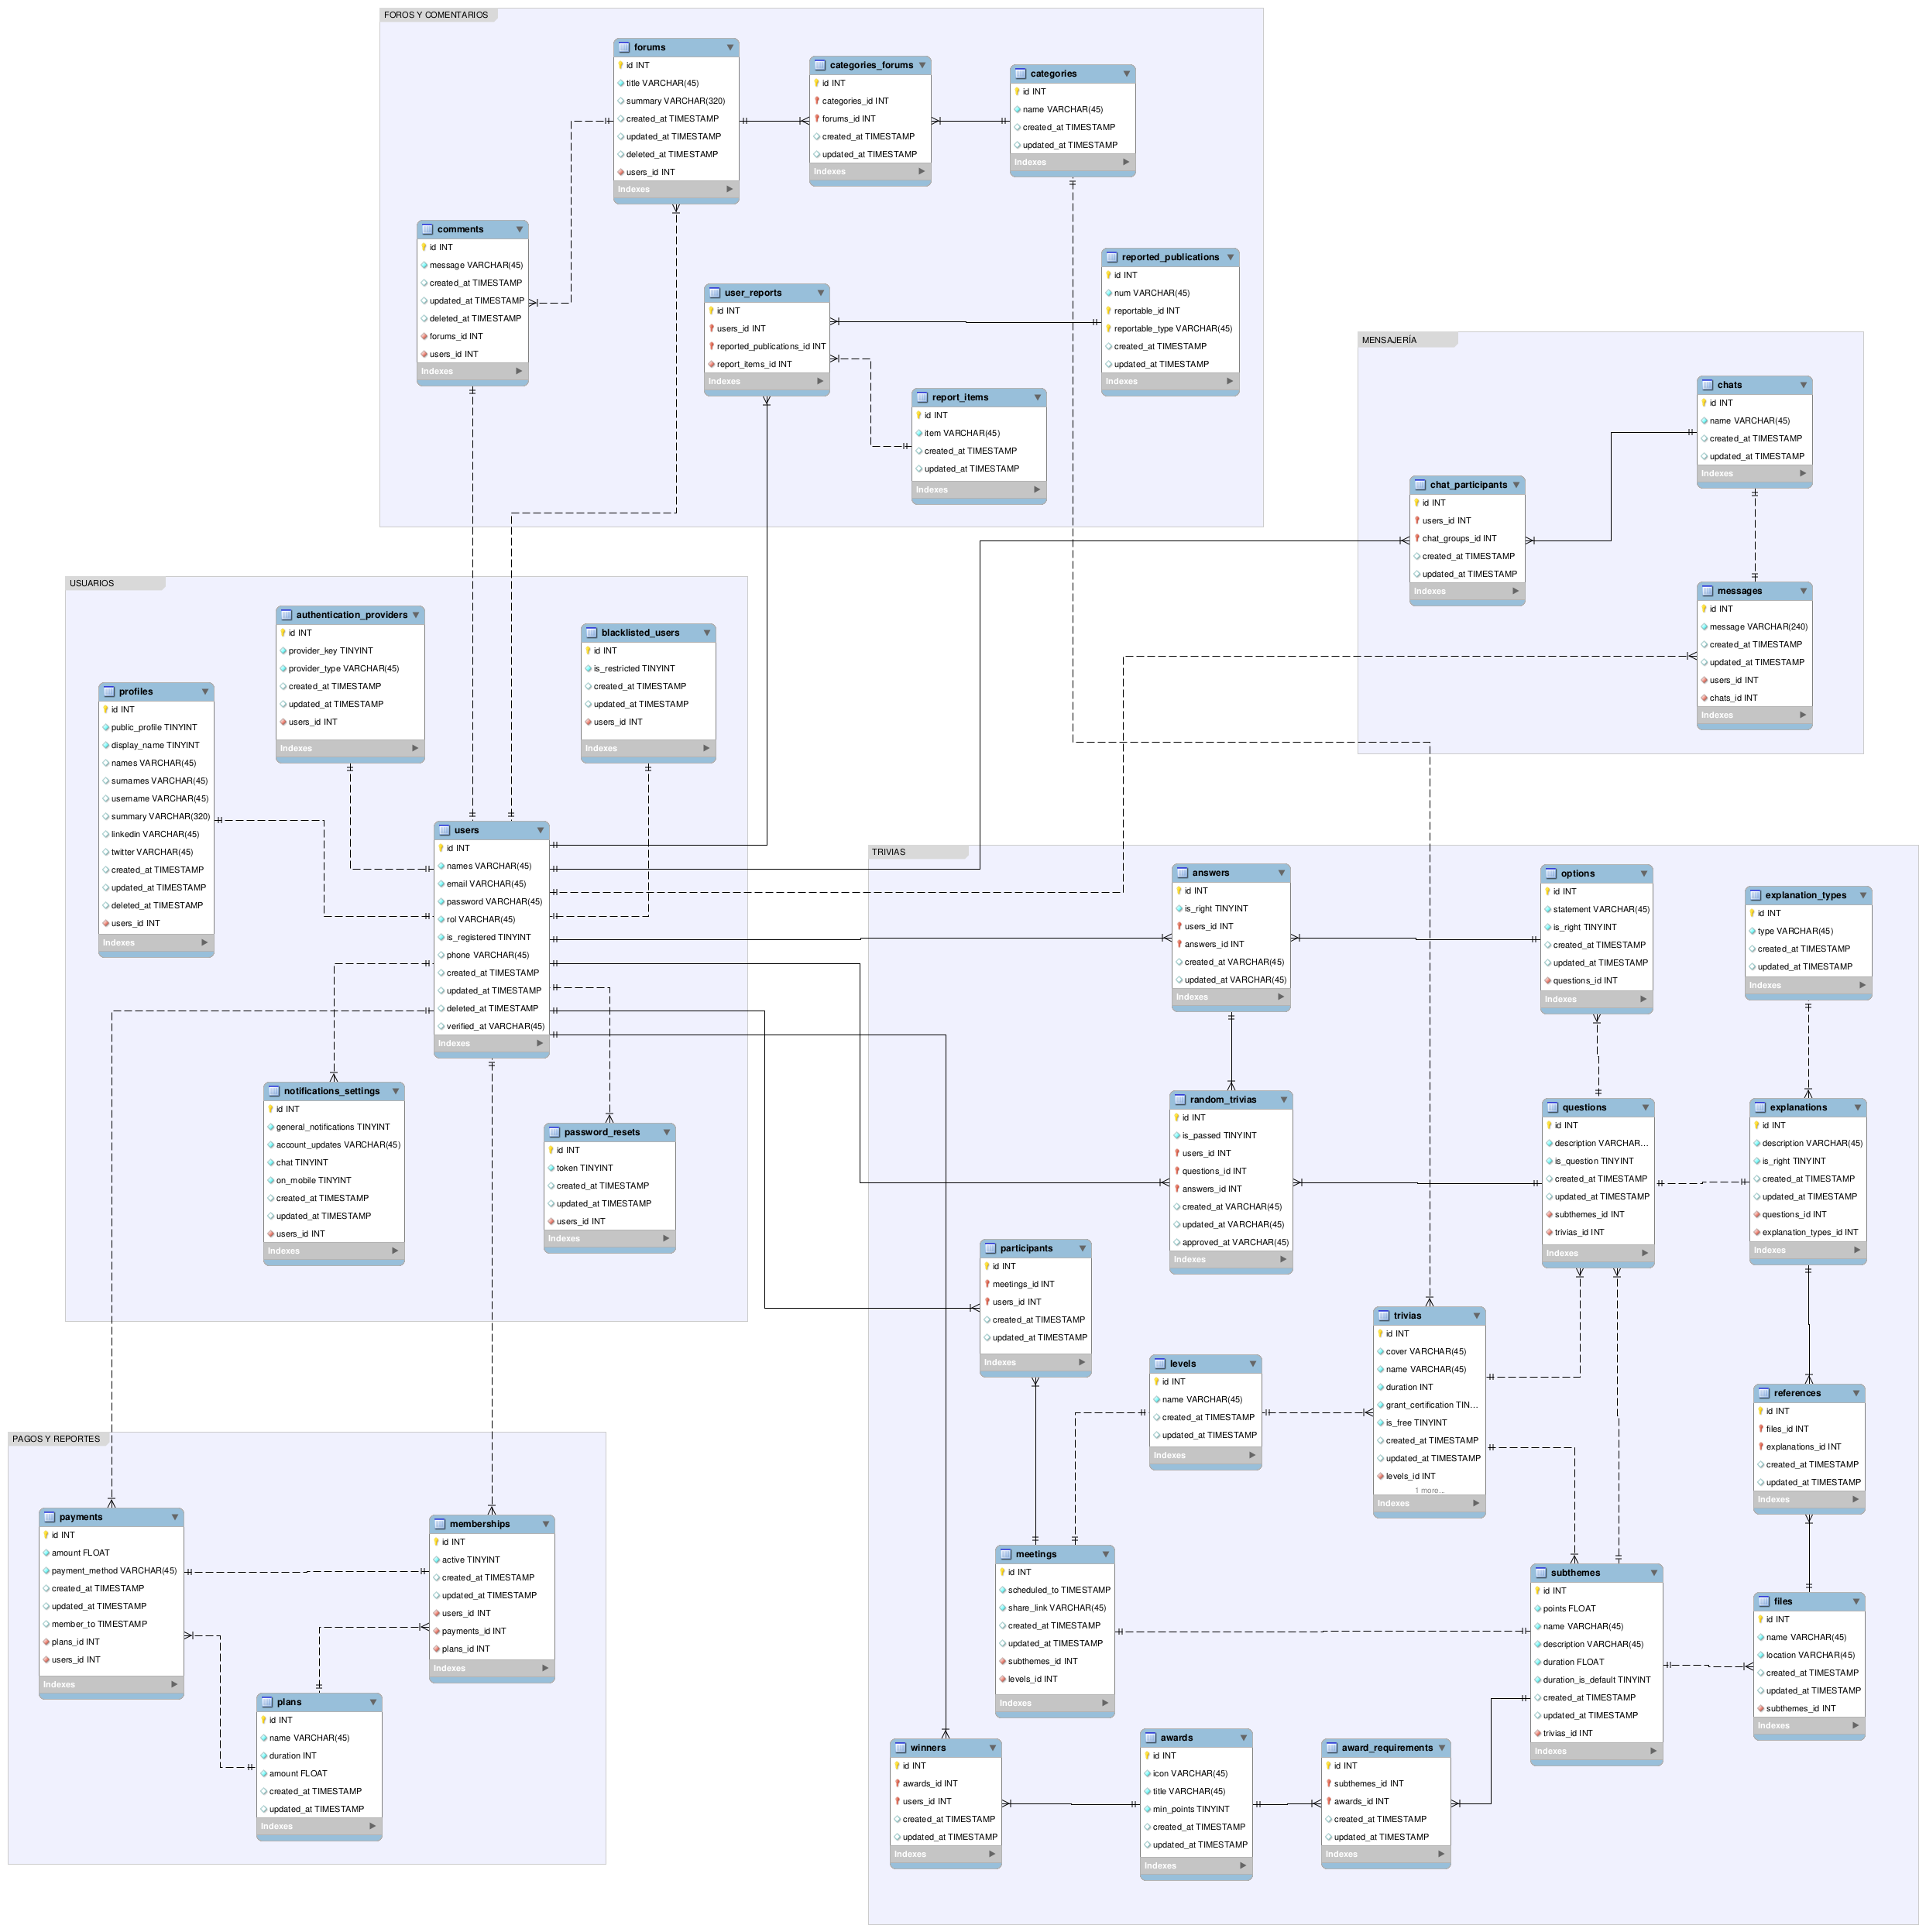 FOROS Y COMENTARIOS
forums
id INT
title VARCHAR(45)
summary VARCHAR(320)
created_at TIMESTAMP
updated_at TIMESTAMP
deleted_at TIMESTAMP
users_id INT
Indexes
categories_forums
id INT
categories_id INT
forums_id INT
created_at TIMESTAMP
updated_at TIMESTAMP
Indexes
categories
id INT
name VARCHAR(45)
created_at TIMESTAMP
updated_at TIMESTAMP
Indexes
comments
id INT
message VARCHAR(45)
created_at TIMESTAMP
updated_at TIMESTAMP
deleted_at TIMESTAMP
forums_id INT
users_id INT
Indexes
user_reports
id INT
users_id INT
reported_publications_id INT
report_items_id INT
Indexes
reported_publications
id INT
num VARCHAR(45)
reportable_id INT
reportable_type VARCHAR(45)
created_at TIMESTAMP
updated_at TIMESTAMP
Indexes
report_items
id INT
item VARCHAR(45)
created_at TIMESTAMP
updated_at TIMESTAMP
Indexes
MENSAJERÍA
chats
id INT
name VARCHAR(45)
created_at TIMESTAMP
updated_at TIMESTAMP
Indexes
chat_participants
id INT
users_id INT
chat_groups_id INT
created_at TIMESTAMP
updated_at TIMESTAMP
Indexes
messages
id INT
message VARCHAR(240)
created_at TIMESTAMP
updated_at TIMESTAMP
users_id INT
chats_id INT
Indexes
USUARIOS
authentication_providers
id INT
provider_key TINYINT
provider_type VARCHAR(45)
created_at TIMESTAMP
updated_at TIMESTAMP
users_id INT
Indexes
blacklisted_users
id INT
is_restricted TINYINT
created_at TIMESTAMP
updated_at TIMESTAMP
users_id INT
Indexes
profiles
id INT
public_profile TINYINT
display_name TINYINT
names VARCHAR(45)
surnames VARCHAR(45)
username VARCHAR(45)
summary VARCHAR(320)
linkedin VARCHAR(45)
twitter VARCHAR(45)
created_at TIMESTAMP
updated_at TIMESTAMP
deleted_at TIMESTAMP
users_id INT
Indexes
users
id INT
names VARCHAR(45)
email VARCHAR(45)
password VARCHAR(45)
rol VARCHAR(45)
is_registered TINYINT
phone VARCHAR(45)
created_at TIMESTAMP
updated_at TIMESTAMP
deleted_at TIMESTAMP
verified_at VARCHAR(45)
Indexes
notifications_settings
id INT
general_notifications TINYINT
account_updates VARCHAR(45)
chat TINYINT
on_mobile TINYINT
created_at TIMESTAMP
updated_at TIMESTAMP
users_id INT
Indexes
password_resets
id INT
token TINYINT
created_at TIMESTAMP
updated_at TIMESTAMP
users_id INT
Indexes
TRIVIAS
answers
id INT
is_right TINYINT
users_id INT
answers_id INT
created_at VARCHAR(45)
updated_at VARCHAR(45)
Indexes
options
id INT
statement VARCHAR(45)
is_right TINYINT
created_at TIMESTAMP
updated_at TIMESTAMP
questions_id INT
Indexes
explanation_types
id INT
type VARCHAR(45)
created_at TIMESTAMP
updated_at TIMESTAMP
Indexes
random_trivias
id INT
is_passed TINYINT
users_id INT
questions_id INT
answers_id INT
created_at VARCHAR(45)
updated_at VARCHAR(45)
approved_at VARCHAR(45)
Indexes
questions
id INT
description VARCHAR...
is_question TINYINT
created_at TIMESTAMP
updated_at TIMESTAMP
subthemes_id INT
trivias_id INT
Indexes
explanations
id INT
description VARCHAR(45)
is_right TINYINT
created_at TIMESTAMP
updated_at TIMESTAMP
questions_id INT
explanation_types_id INT
Indexes
participants
id INT
meetings_id INT
users_id INT
created_at TIMESTAMP
updated_at TIMESTAMP
Indexes
trivias
id INT
cover VARCHAR(45)
name VARCHAR(45)
duration INT
grant_certification TIN...
is_free TINYINT
created_at TIMESTAMP
updated_at TIMESTAMP
levels_id INT
1 more...
Indexes
levels
id INT
name VARCHAR(45)
created_at TIMESTAMP
updated_at TIMESTAMP
Indexes
references
id INT
files_id INT
explanations_id INT
created_at TIMESTAMP
updated_at TIMESTAMP
Indexes
meetings
id INT
scheduled_to TIMESTAMP
share_link VARCHAR(45)
created_at TIMESTAMP
updated_at TIMESTAMP
subthemes_id INT
levels_id INT
Indexes
subthemes
id INT
points FLOAT
name VARCHAR(45)
description VARCHAR(45)
duration FLOAT
duration_is_default TINYINT
created_at TIMESTAMP
updated_at TIMESTAMP
trivias_id INT
Indexes
files
id INT
name VARCHAR(45)
location VARCHAR(45)
created_at TIMESTAMP
updated_at TIMESTAMP
subthemes_id INT
Indexes
winners
id INT
awards_id INT
users_id INT
created_at TIMESTAMP
updated_at TIMESTAMP
Indexes
awards
id INT
icon VARCHAR(45)
title VARCHAR(45)
min_points TINYINT
created_at TIMESTAMP
updated_at TIMESTAMP
Indexes
award_requirements
id INT
subthemes_id INT
awards_id INT
created_at TIMESTAMP
updated_at TIMESTAMP
Indexes
PAGOS Y REPORTES
payments
id INT
amount FLOAT
payment_method VARCHAR(45)
created_at TIMESTAMP
updated_at TIMESTAMP
member_to TIMESTAMP
plans_id INT
users_id INT
Indexes
memberships
id INT
active TINYINT
created_at TIMESTAMP
updated_at TIMESTAMP
users_id INT
payments_id INT
plans_id INT
Indexes
plans
id INT
name VARCHAR(45)
duration INT
amount FLOAT
created_at TIMESTAMP
updated_at TIMESTAMP
Indexes